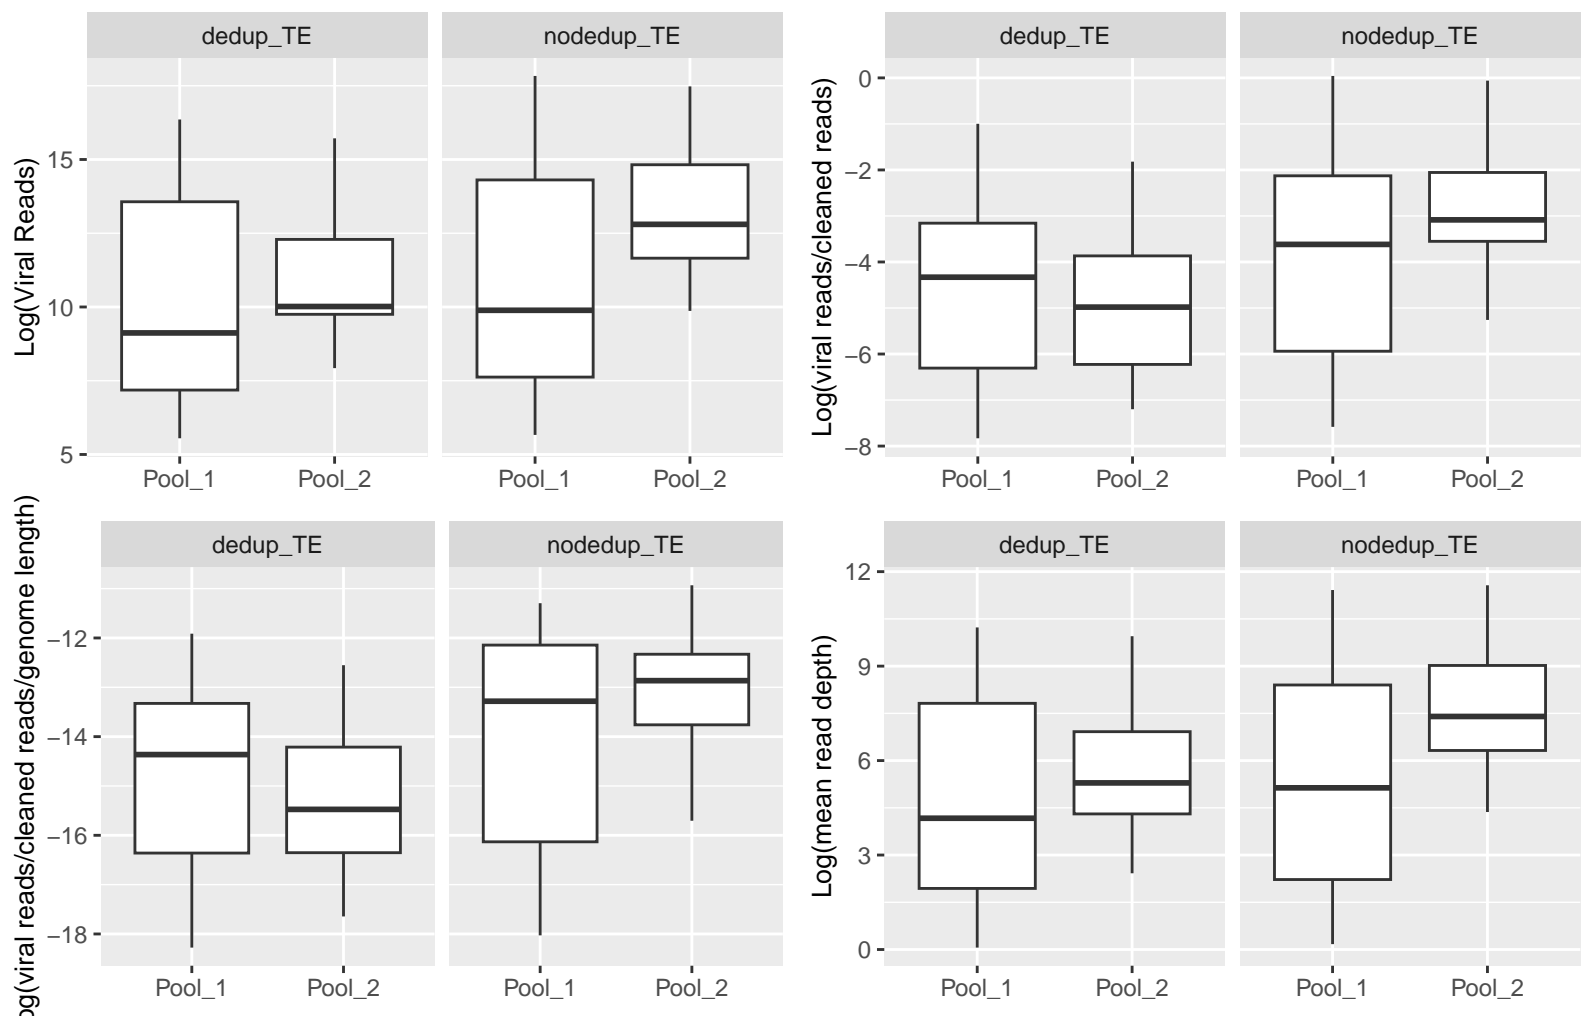 dedup_TE
nodedup_TE
Log(Viral Reads)
15
10
5
Pool_1
Pool_2
Pool_1
Pool_2
dedup_TE
nodedup_TE
Log(viral reads/cleaned reads)
0
−2
−4
−6
−8
Pool_1
Pool_2
Pool_1
Pool_2
dedup_TE
nodedup_TE
og(viral reads/cleaned reads/genome length)
−12
−14
−16
−18
Pool_1
Pool_2
Pool_1
Pool_2
dedup_TE
nodedup_TE
Log(mean read depth)
12
9
6
3
0
Pool_1
Pool_2
Pool_1
Pool_2